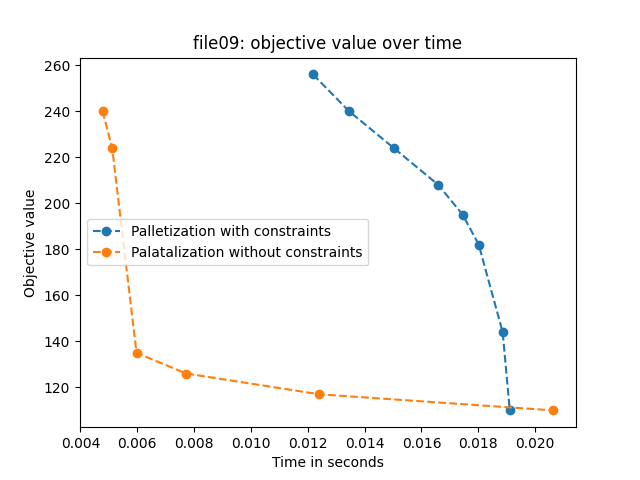 file09: objective value over time
260
240
220
200
180
160
140
120
Objective value
Palletization with constraints
Palatalization without constraints
0.004 0.006 0.008 0.010 0.012 0.014 0.016 0.018 0.020
Time in seconds